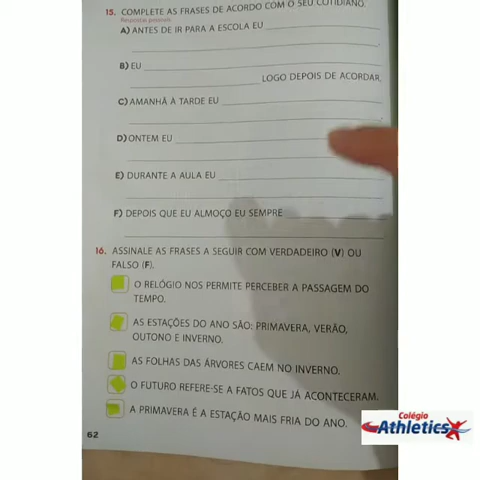 15. COMPLETE AS FRASES DE ACORDO COM O SEU COTIDIANO.
Respostas pessoais
A) ANTES DE IR PARA A ESCOLA EU
B) EU
LOGO DEPOIS DE ACORDAR.
C) AMANHÃ À TARDE EU
D) ONTEM EU
E) DURANTE A AULA EU
F) DEPOIS QUE EU ALMOÇO EU SEMPRE
16. ASSINALE AS FRASES A SEGUIR COM VERDADEIRO (V) OU
FALSO (F).
O RELÓGIO NOS PERMITE PERCEBER A PASSAGEM DO
TEMPO.
AS ESTAÇÕES DO ANO SÃO: PRIMAVERA, VERÃO,
OUTONO E INVERNO.
AS FOLHAS DAS ÁRVORES CAEM NO INVERNO.
O FUTURO REFERE-SE A FATOS QUE JÁ ACONTECERAM.
A PRIMAVERA É A ESTAÇÃO MAIS FRIA DO ANO.
62
Colégio
Athletics